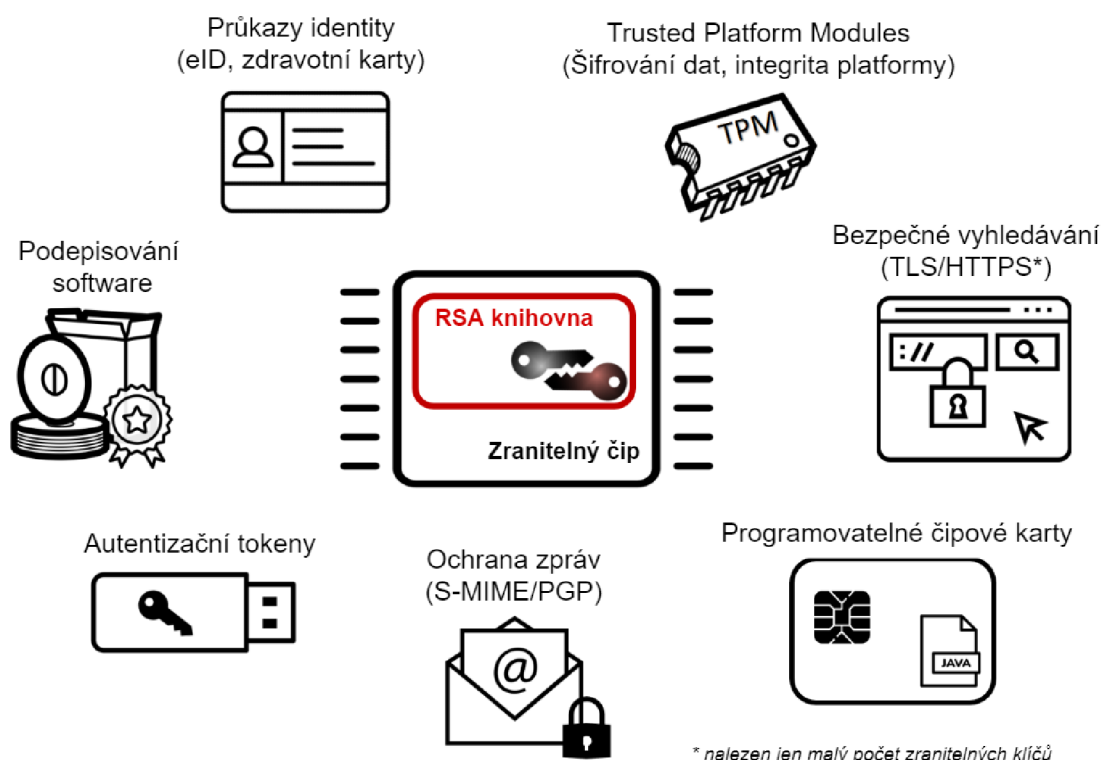 Průkazy identity
(eID, zdravotní karty)
Trusted Platform Modules
(Šifrování dat, integrita platformy)
TPM
Podepisování
software
Bezpečné vyhledávání
(TLS/HTTPS*)
://
RSA knihovna
Zranitelný čip
Autentizační tokeny
Ochrana zpráv
(S-MIME/PGP)
@
Programovatelné čipové karty
JAVA
* nalezen jen malý počet zranitelných klíčů